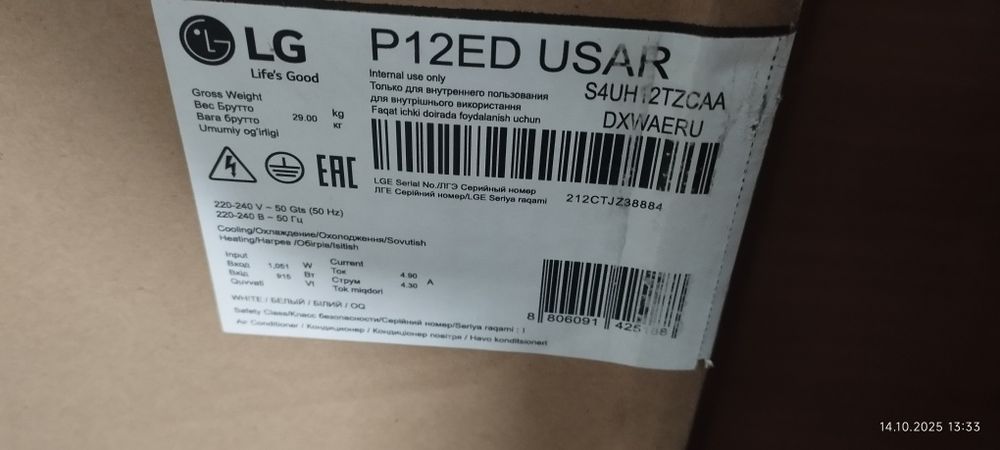 LG
Life's Good
P12ED USAR
Internal use only
Только для внутреннего пользования
для внутрішнього використання
Faqat ichki doirada foydalanish uchun
S4UH12TZCAA
DXWAERU
Gross Weight
Вес Брутто
Вага брутто 29.00 kg
Umumiy og'irligi кг
EAC
LGE Serial No./ЛГЭ Серийный номер
ЛГЕ Серійний номер/LGE Seriya raqami
212CTJZ38884
220-240 V ~ 50 Gts (50 Hz)
220-240 В ~ 50 Гц
Cooling/Охлаждение/Охолодження/Sovutish
Heating/Нагрев /Обігрів/Isitish
Input Current
Вход 1,051 W Ток 4.90
Вхід 915 Вт Струм 4.30 A
Quvvati Vt Tok miqdori
WHITE / БЕЛЫЙ / БІЛИЙ / OQ
Safety Class/Класс безопасности/Серійний номер/Seriya raqami : I
Air Conditioner / Кондиционер / Кондиціонер повітря / Havo konditsioneri
8 806091 425188
14.10.2025 13:33